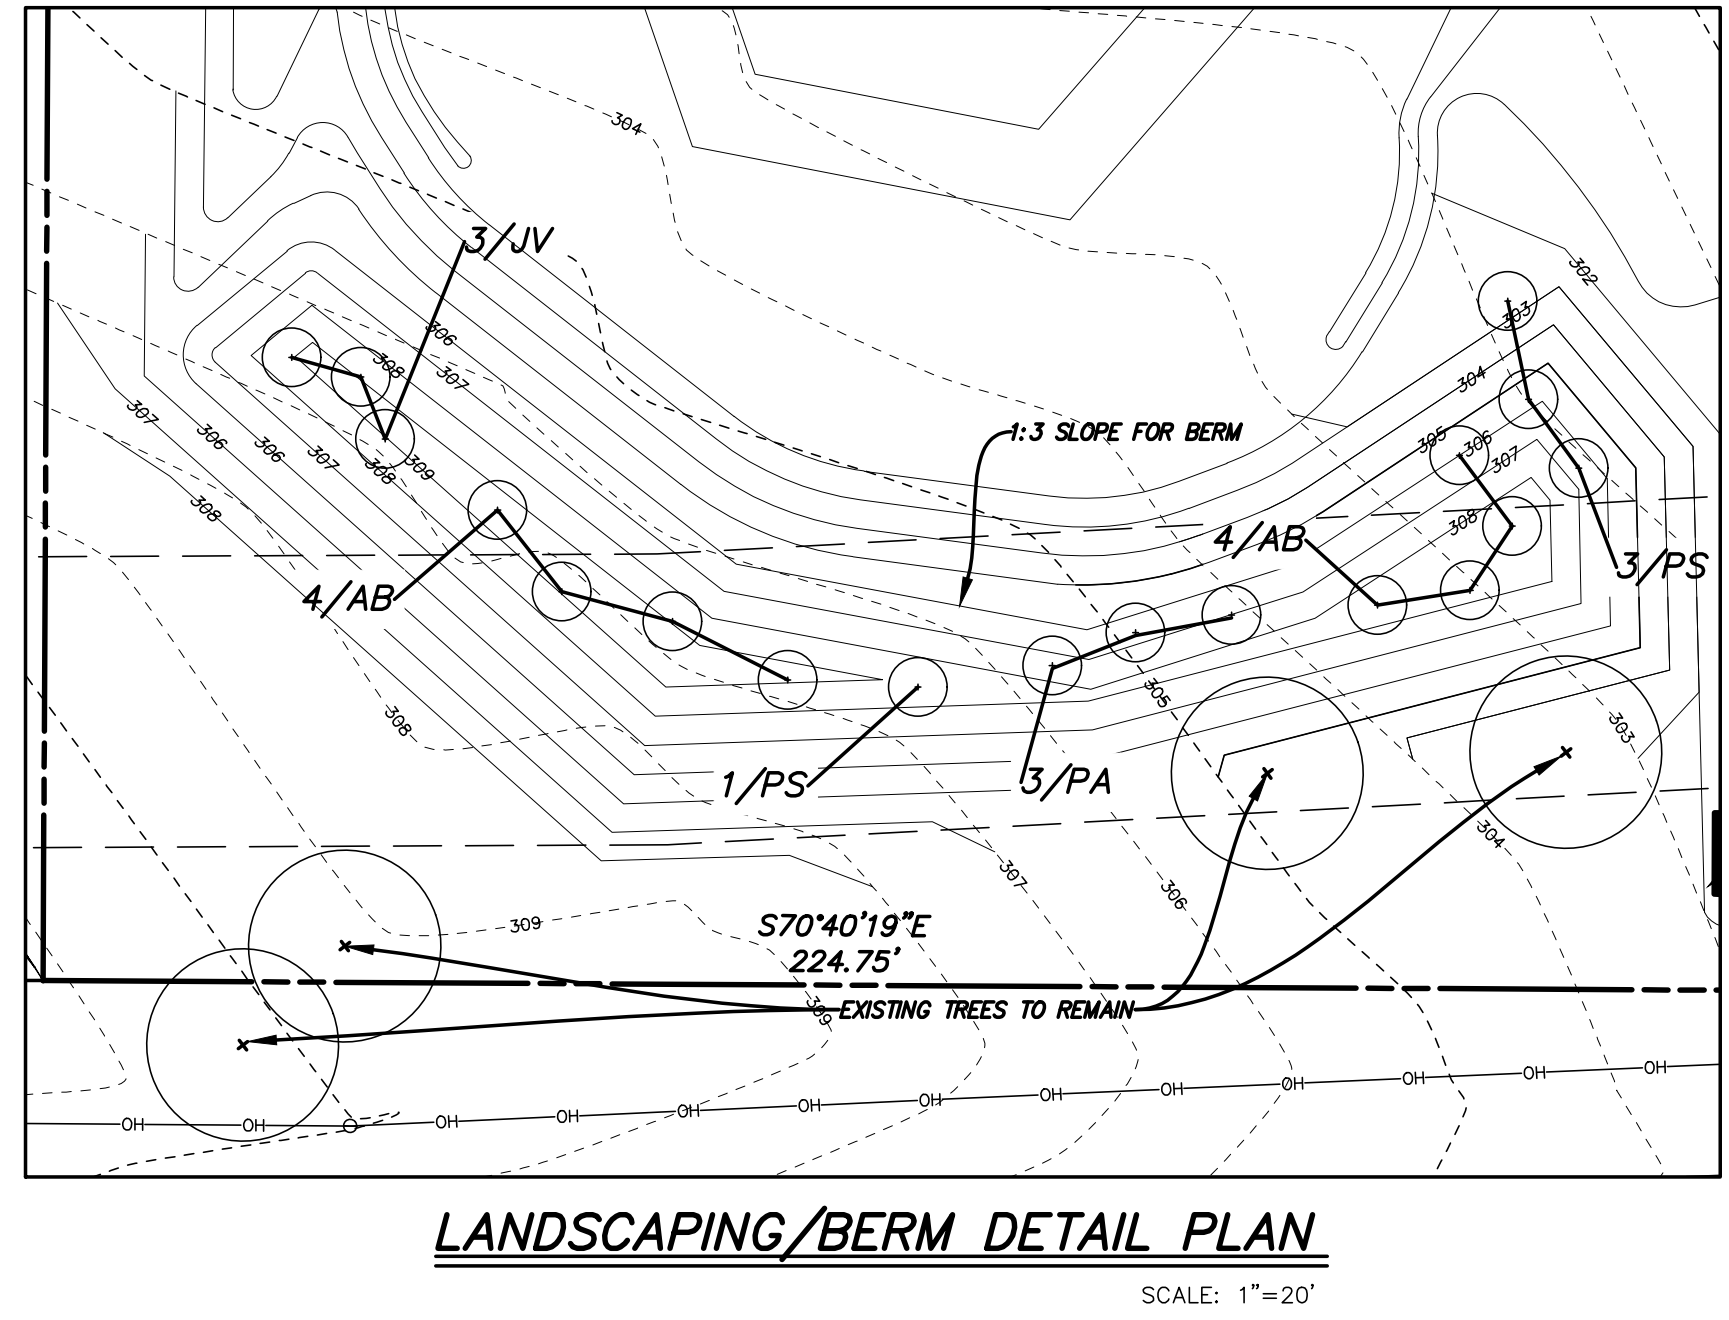 304
302
3/JV
303
306
308
307
304
307
306
306
307
308
309
1:3 SLOPE FOR BERM
305
306
307
308
308
4/AB
3/PS
4/AB
308
305
303
1/PS
3/PA
304
307
306
309
S70°40'19"E
224.75'
309
EXISTING TREES TO REMAIN
OH OH OH OH OH OH OH OH OH OH OH OH OH
LANDSCAPING/BERM DETAIL PLAN
SCALE: 1"=20'